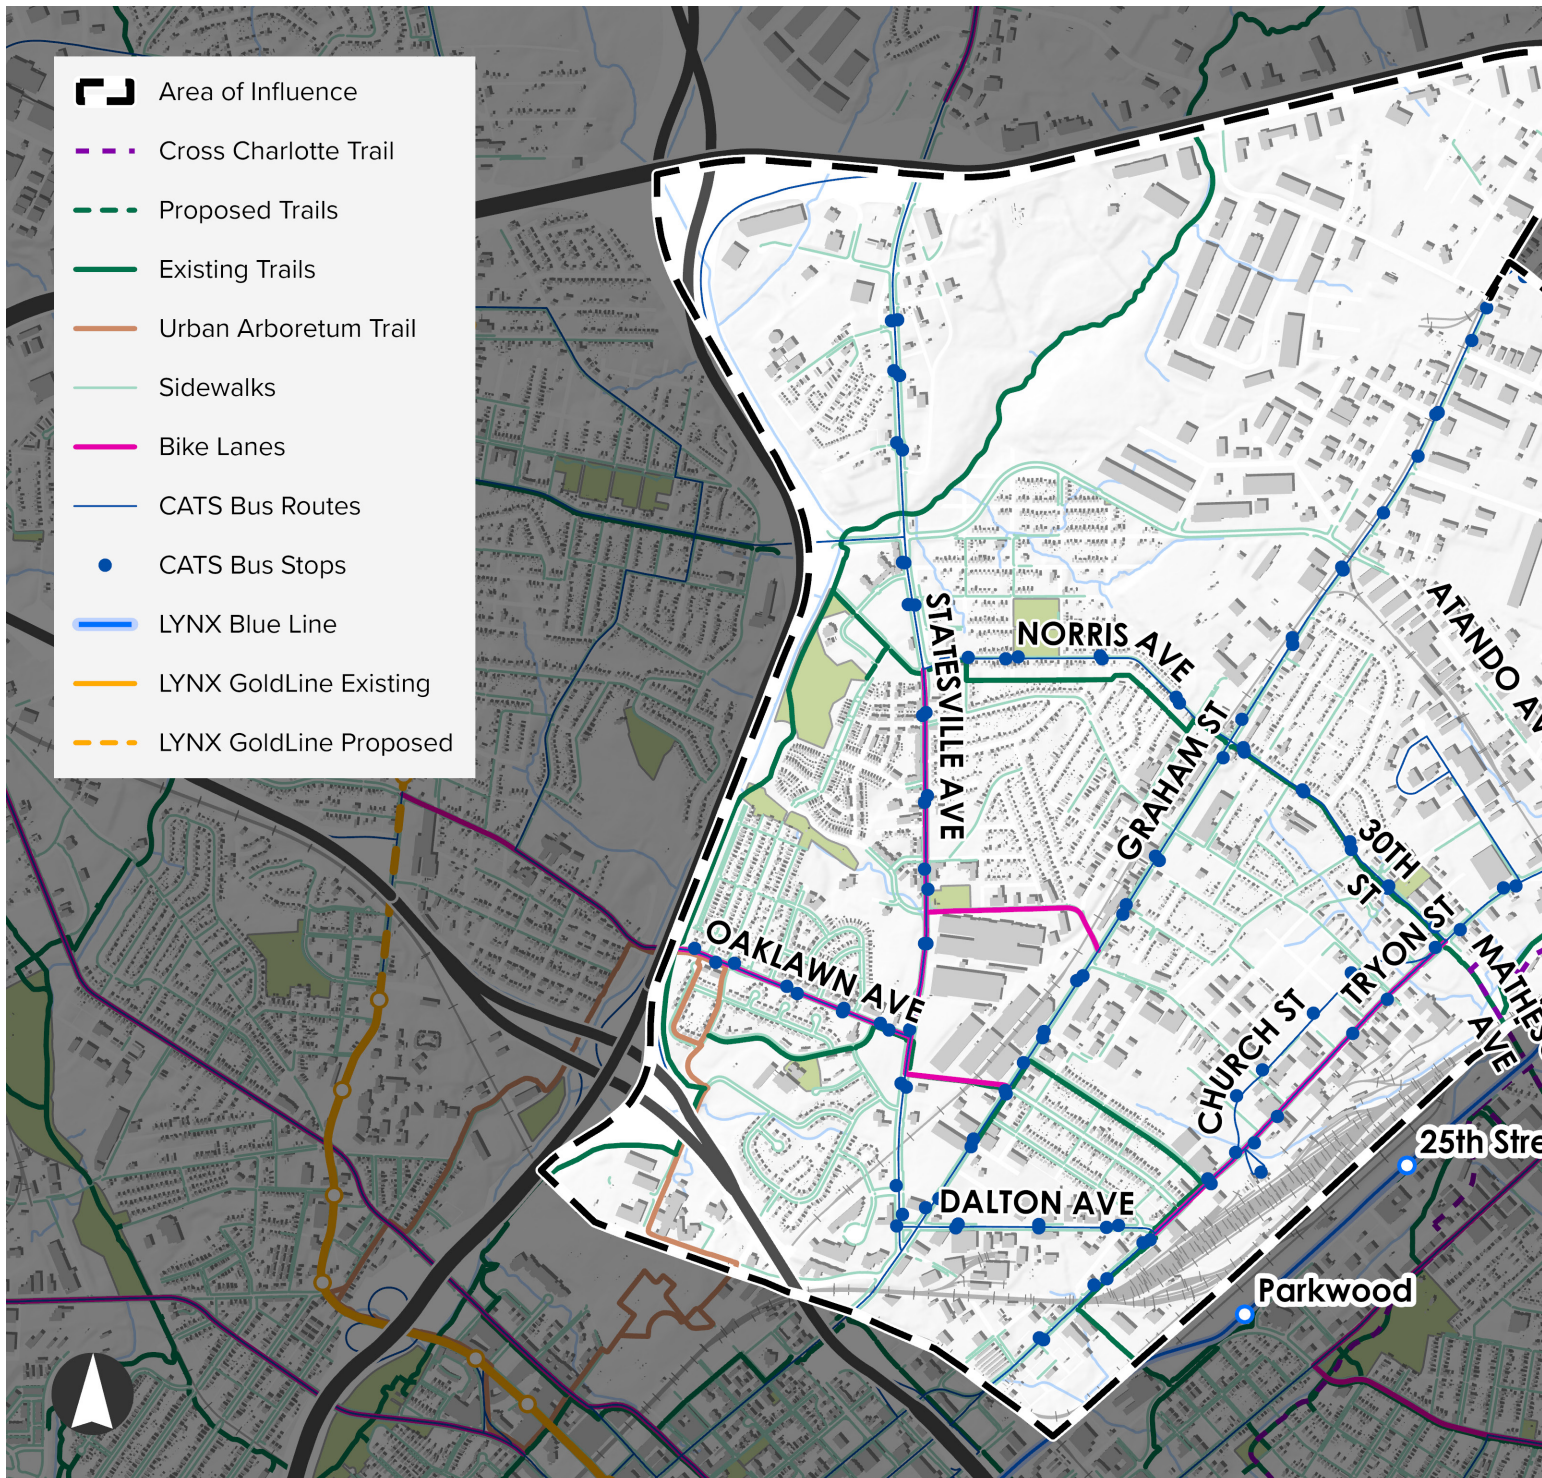 Area of Influence
Cross Charlotte Trail
Proposed Trails
Existing Trails
Urban Arboretum Trail
Sidewalks
Bike Lanes
CATS Bus Routes
CATS Bus Stops
LYNX Blue Line
LYNX GoldLine Existing
LYNX GoldLine Proposed
STATESVILLE AVE
NORRIS AVE
ATANDO AV
GRAHAM ST
30TH
ST
TRYON ST
OAKLAWN AVE
MATHES
AVE
CHURCH ST
25th Stre
DALTON AVE
Parkwood